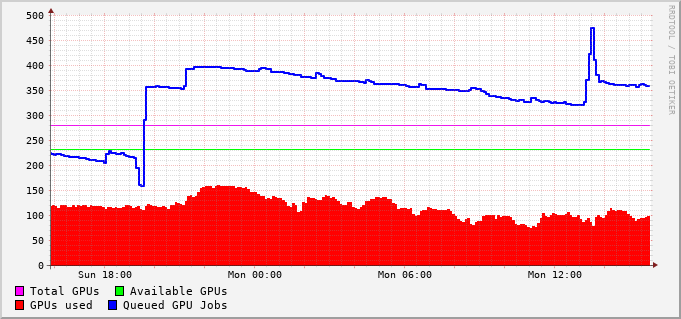 500
450
400
350
300
250
200
150
100
50
0
Sun 18:00 Mon 00:00 Mon 06:00 Mon 12:00
Total GPUs Available GPUs
GPUs used Queued GPU Jobs
RRDTOOL / TOBI OETIKER